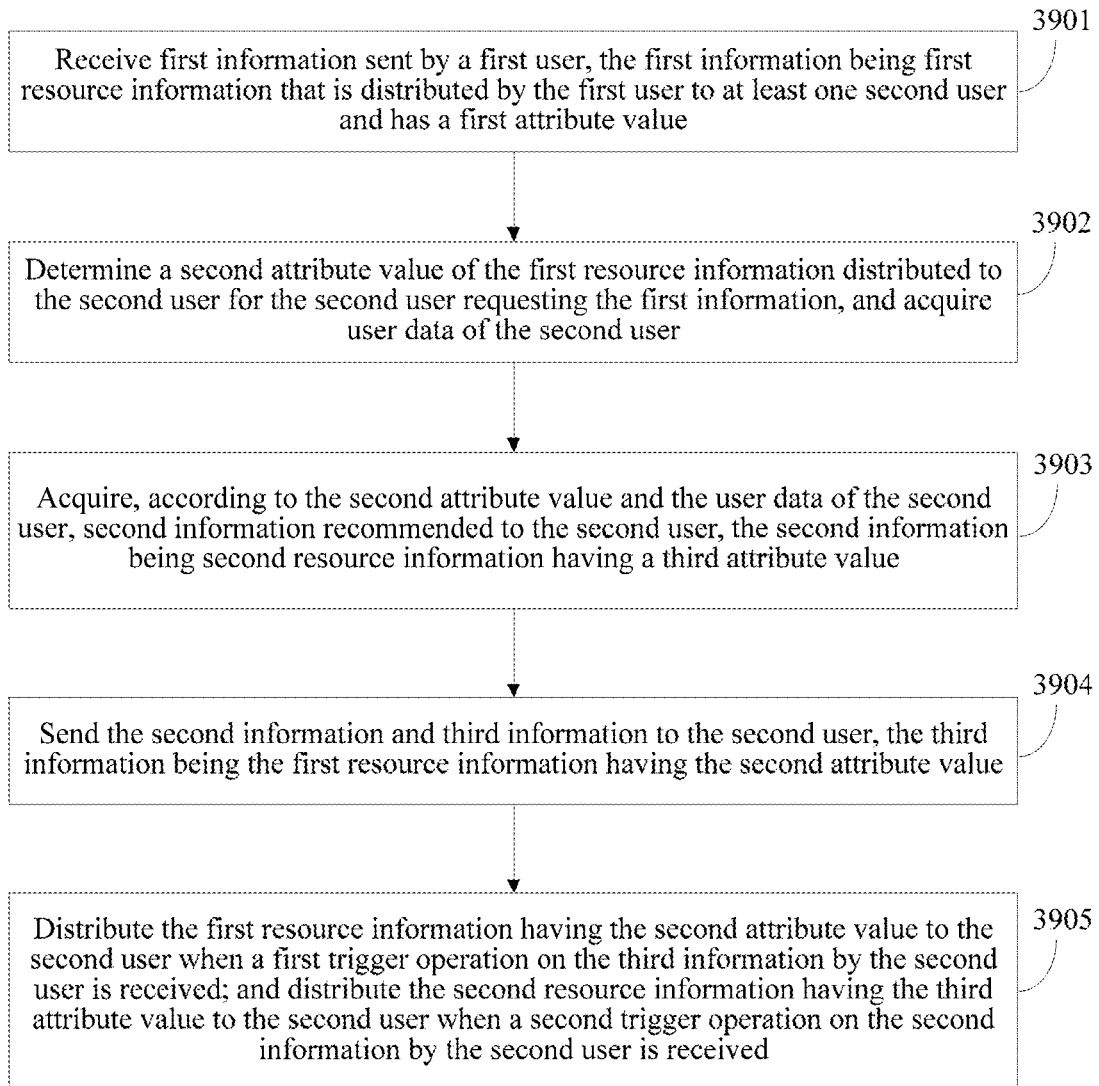 3901
Receive first information sent by a first user, the first information being first
resource information that is distributed by the first user to at least one second user
and has a first attribute value
3902
Determine a second attribute value of the first resource information distributed to
the second user for the second user requesting the first information, and acquire
user data of the second user
3903
Acquire, according to the second attribute value and the user data of the second
user, second information recommended to the second user, the second information
being second resource information having a third attribute value
3904
Send the second information and third information to the second user, the third
information being the first resource information having the second attribute value
3905
Distribute the first resource information having the second attribute value to the
second user when a first trigger operation on the third information by the second
user is received; and distribute the second resource information having the third
attribute value to the second user when a second trigger operation on the second
information by the second user is received